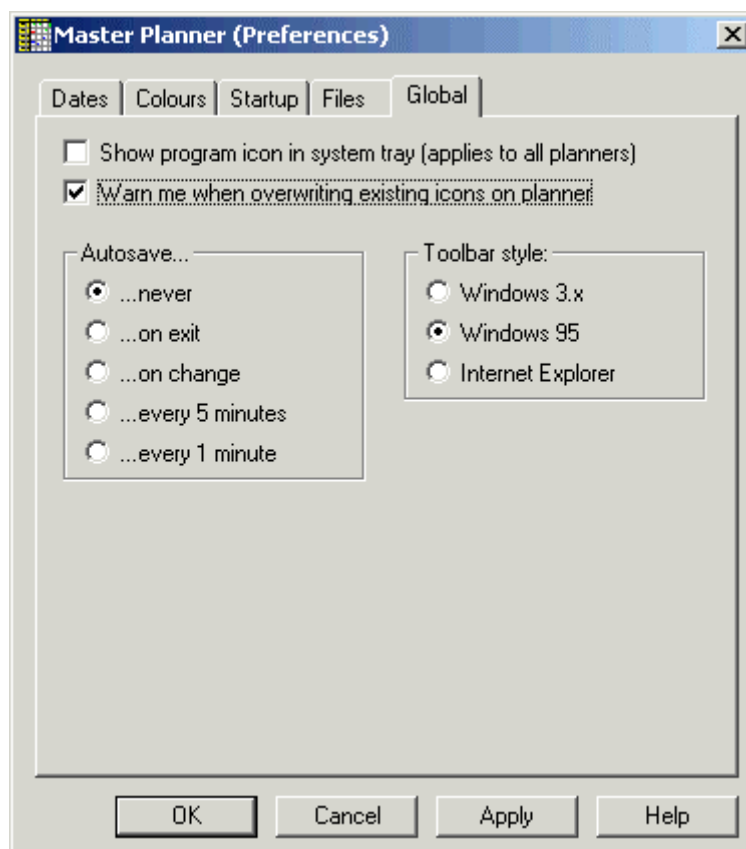 Master Planner (Preferences)
Dates Colours Startup Files Global
Show program icon in system tray (applies to all planners)
Warn me when overwriting existing icons on planner
Autosave...
...never
...on exit
...on change
...every 5 minutes
...every 1 minute
Toolbar style:
Windows 3.x
Windows 95
Internet Explorer
OK Cancel Apply Help